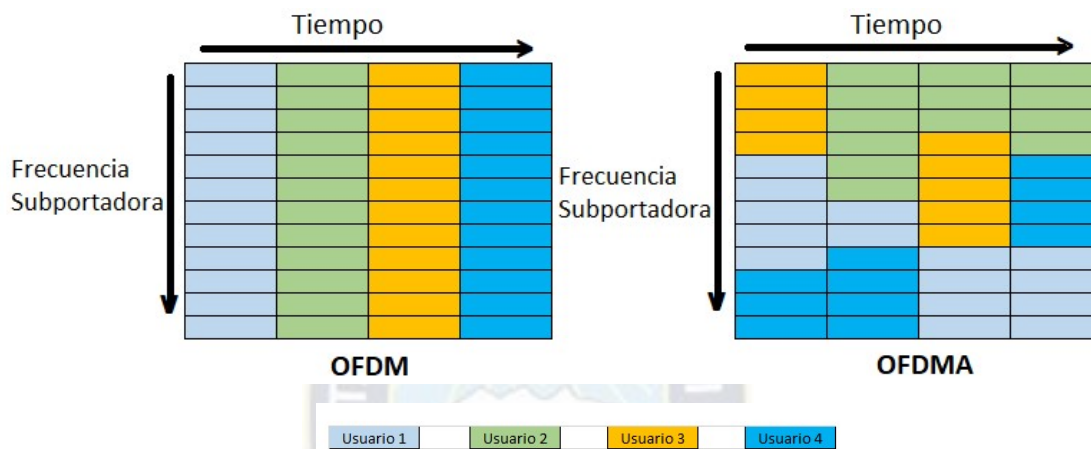 Tiempo
Frecuencia
Subportadora
OFDM
Tiempo
Frecuencia
Subportadora
OFDMA
Usuario 1
Usuario 2
Usuario 3
Usuario 4